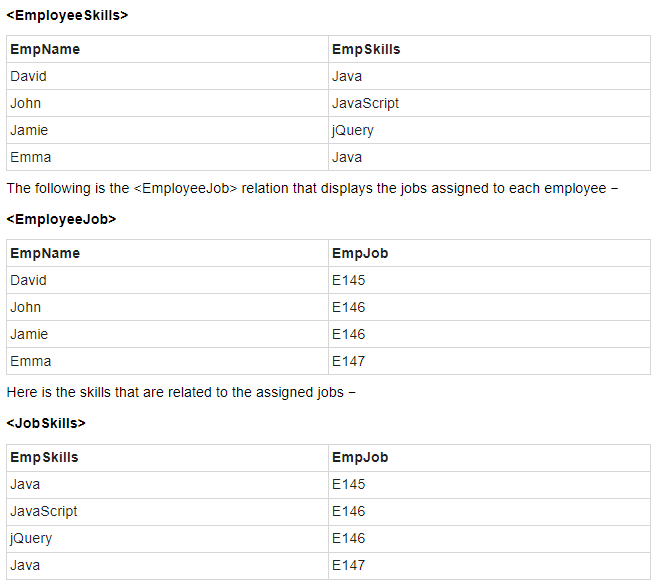 <EmployeeSkills>
EmpName EmpSkills
David Java
John JavaScript
Jamie jQuery
Emma Java
The following is the <EmployeeJob> relation that displays the jobs assigned to each employee −
<EmployeeJob>
EmpName EmpJob
David E145
John E146
Jamie E146
Emma E147
Here is the skills that are related to the assigned jobs −
<JobSkills>
EmpSkills EmpJob
Java E145
JavaScript E146
jQuery E146
Java E147